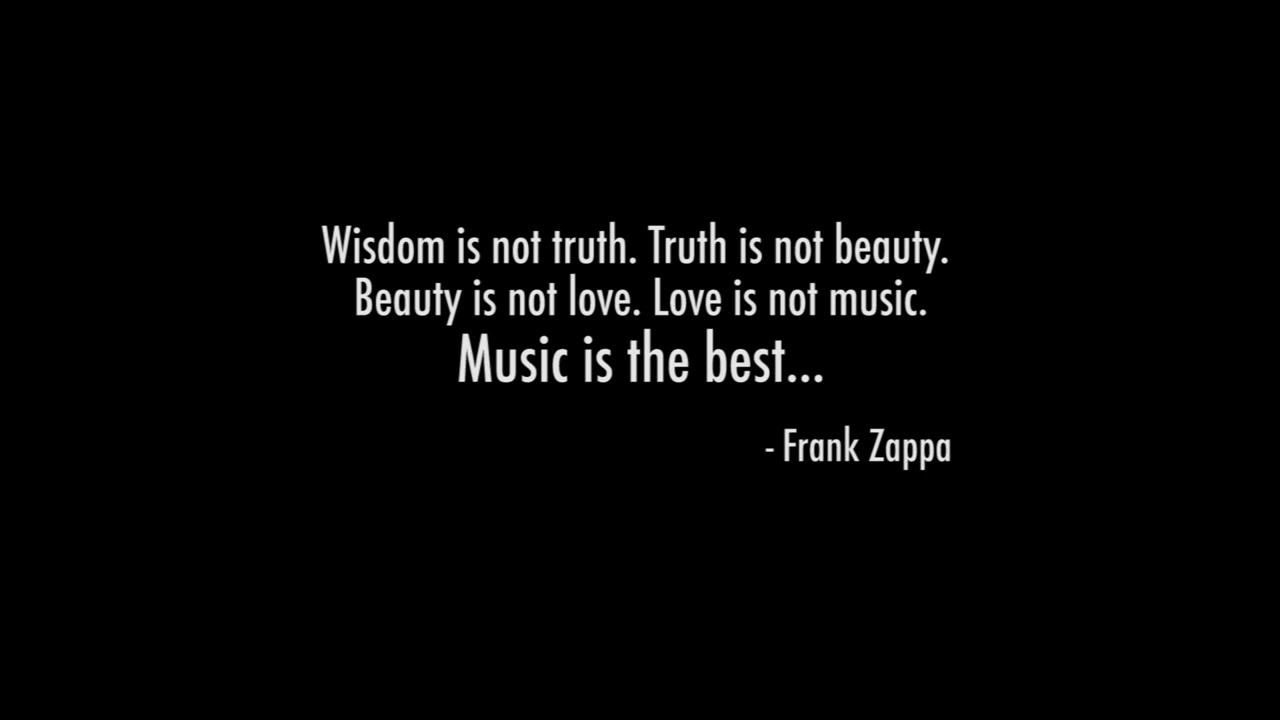 Wisdom is not truth. Truth is not beauty.
Beauty is not love. Love is not music.
Music is the best...
- Frank Zappa